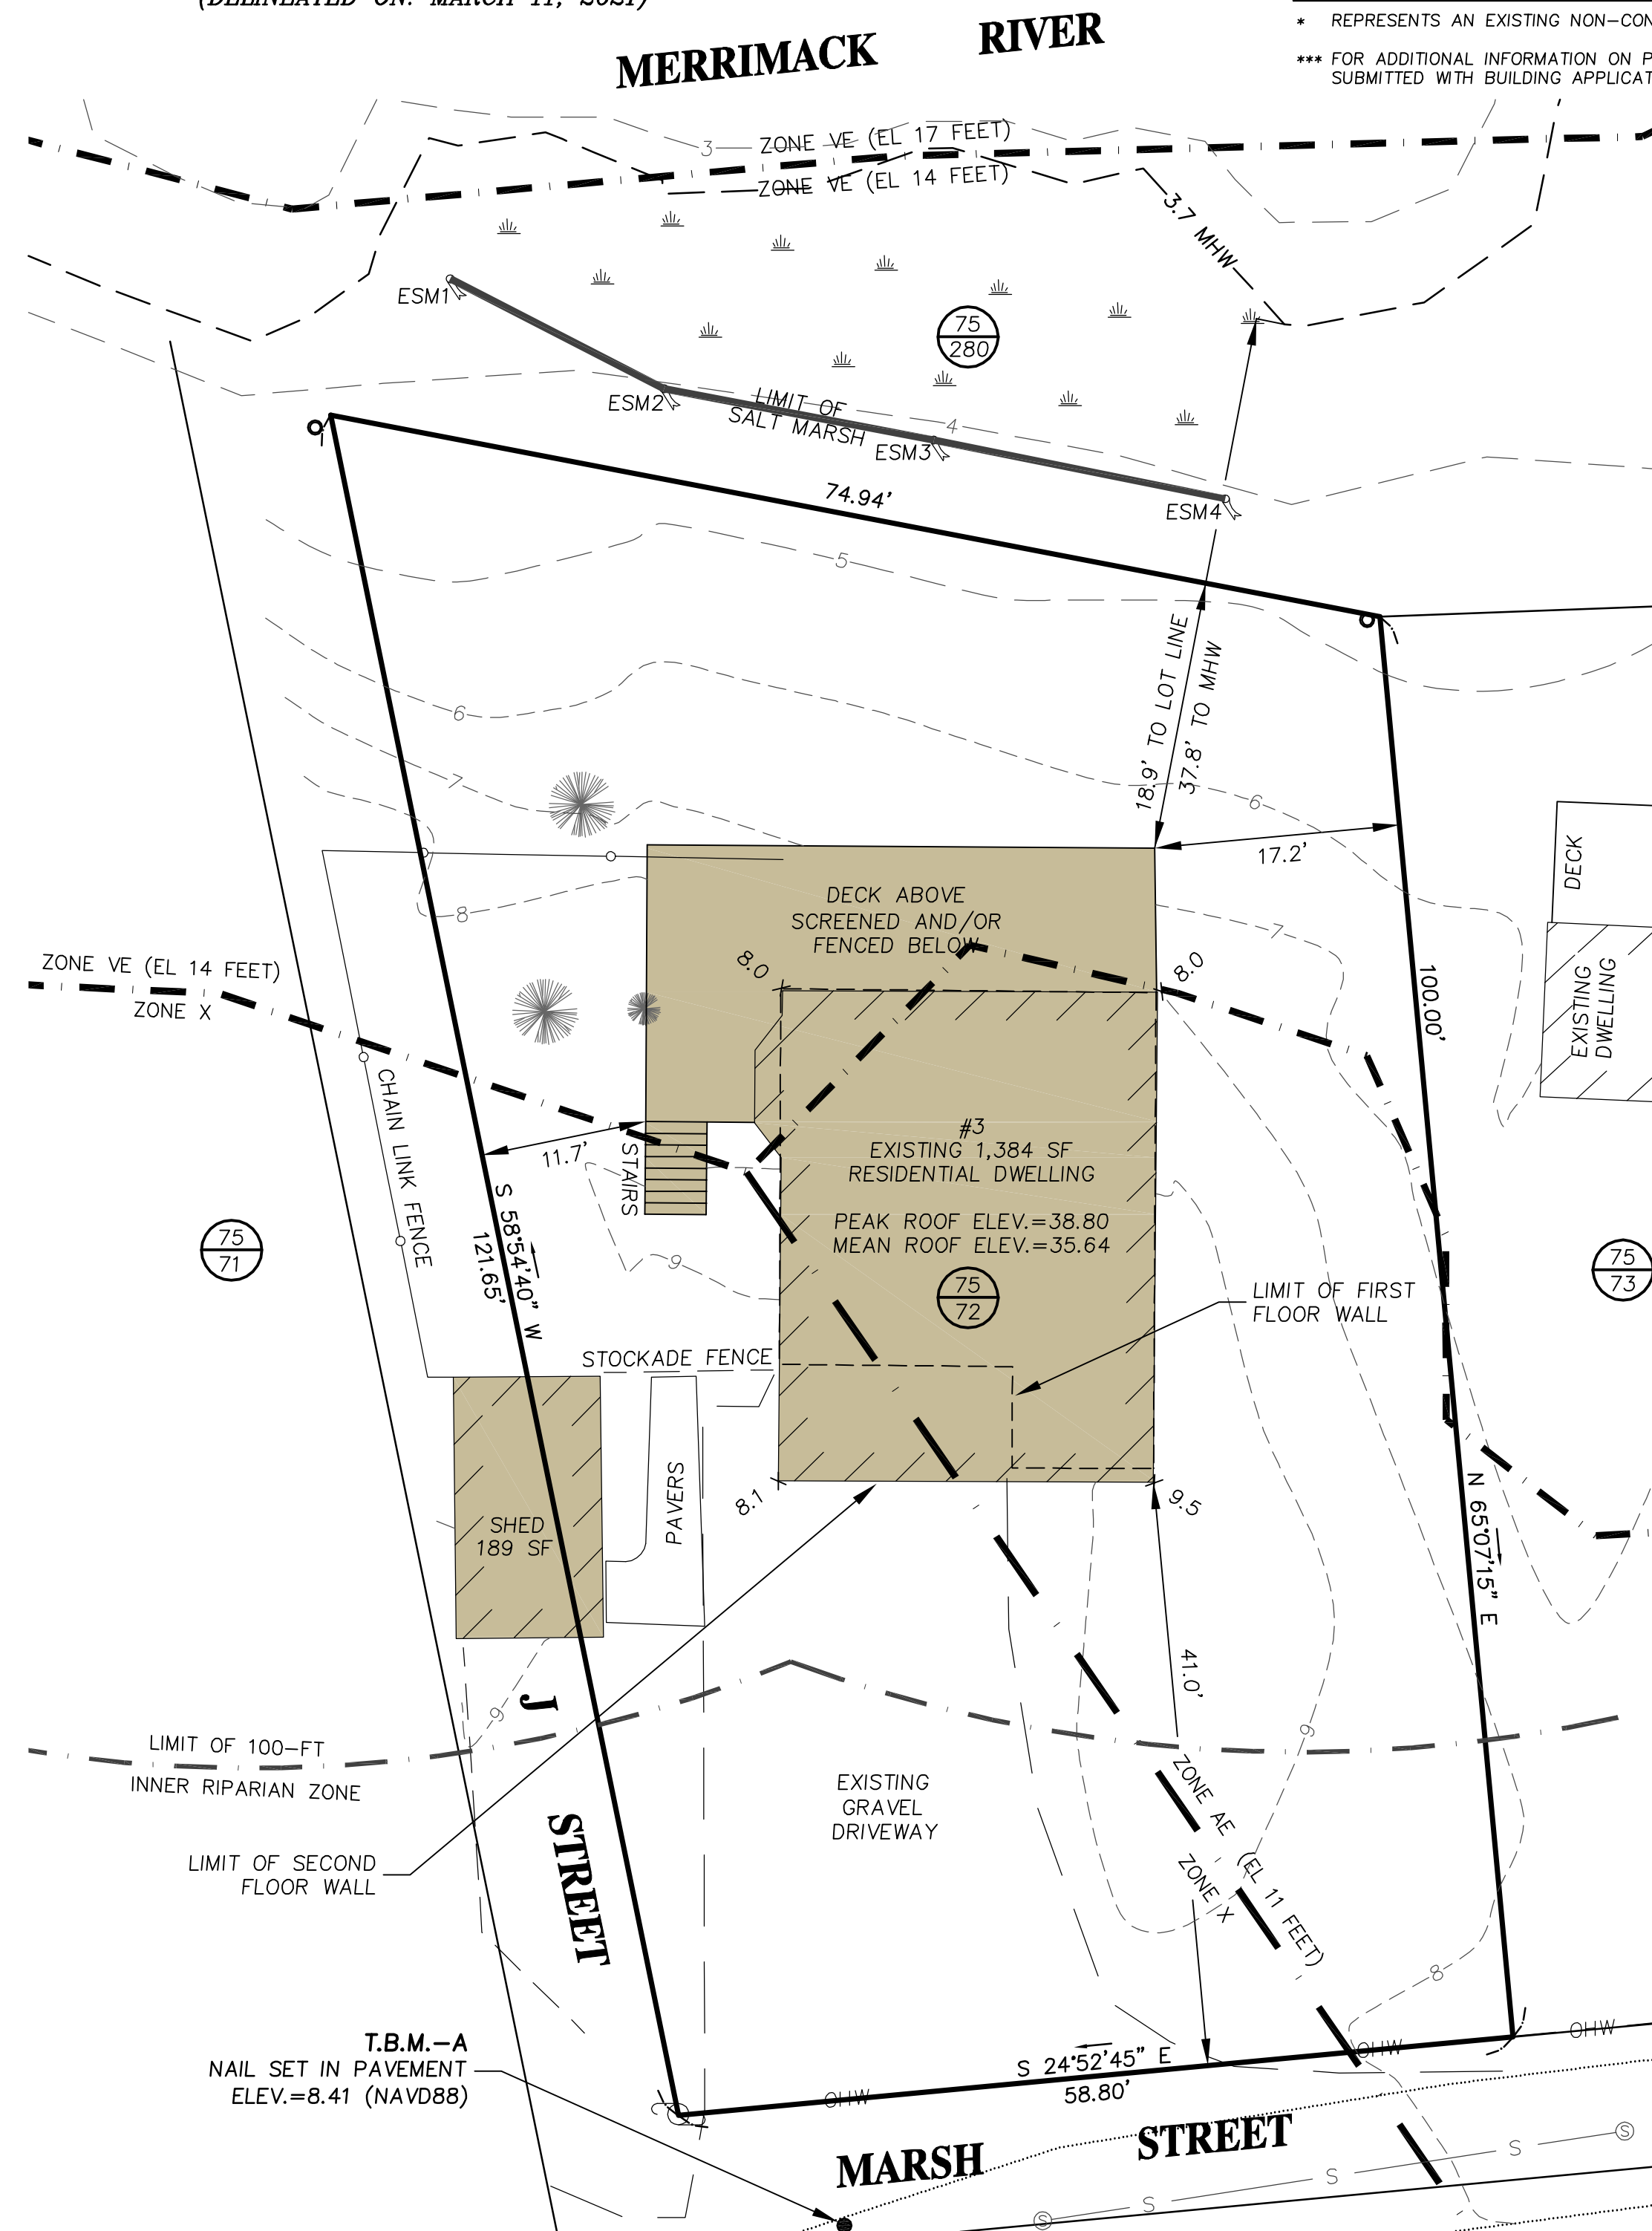 MERRIMACK RIVER
* REPRESENTS AN EXISTING
*** FOR ADDITIONAL INFORMATION ON
SUBMITTED WITH BUILDING
3
ZONE VE (EL 17 FEET)
ZONE VE (EL 14 FEET)
3.7 MHW
ESM1
75
280
ESM2
LIMIT OF
SALT MARSH
4
ESM3
ESM4
74.94'
5
18.9' TO LOT LINE
37.8' TO MHW
6
7
6
17.2'
DECK
DECK ABOVE
SCREENED AND/OR
FENCED BELOW
8
7
8.0
8.0
ZONE VE (EL 14 FEET)
ZONE X
100.00'
EXISTING
DWELLING
CHAIN LINK FENCE
11.7'
STAIRS
#3
EXISTING 1,384 SF
RESIDENTIAL DWELLING
PEAK ROOF ELEV.=38.80
MEAN ROOF ELEV.=35.64
S 58°54'40" W
121.65'
9
75
71
75
72
75
73
LIMIT OF FIRST
FLOOR WALL
STOCKADE FENCE
PAVERS
SHED
189 SF
8.1
9.5
N 65°07'15" E
41.0'
J STREET
9
9
LIMIT OF 100-FT
INNER RIPARIAN ZONE
EXISTING
GRAVEL
DRIVEWAY
ZONE AE (EL 11 FEET)
ZONE X
LIMIT OF SECOND
FLOOR WALL
8
T.B.M.-A
NAIL SET IN PAVEMENT
ELEV.=8.41 (NAVD88)
OHW
OHW
OHW
S 24°52'45" E
58.80'
MARSH STREET
S
S
S
S
S